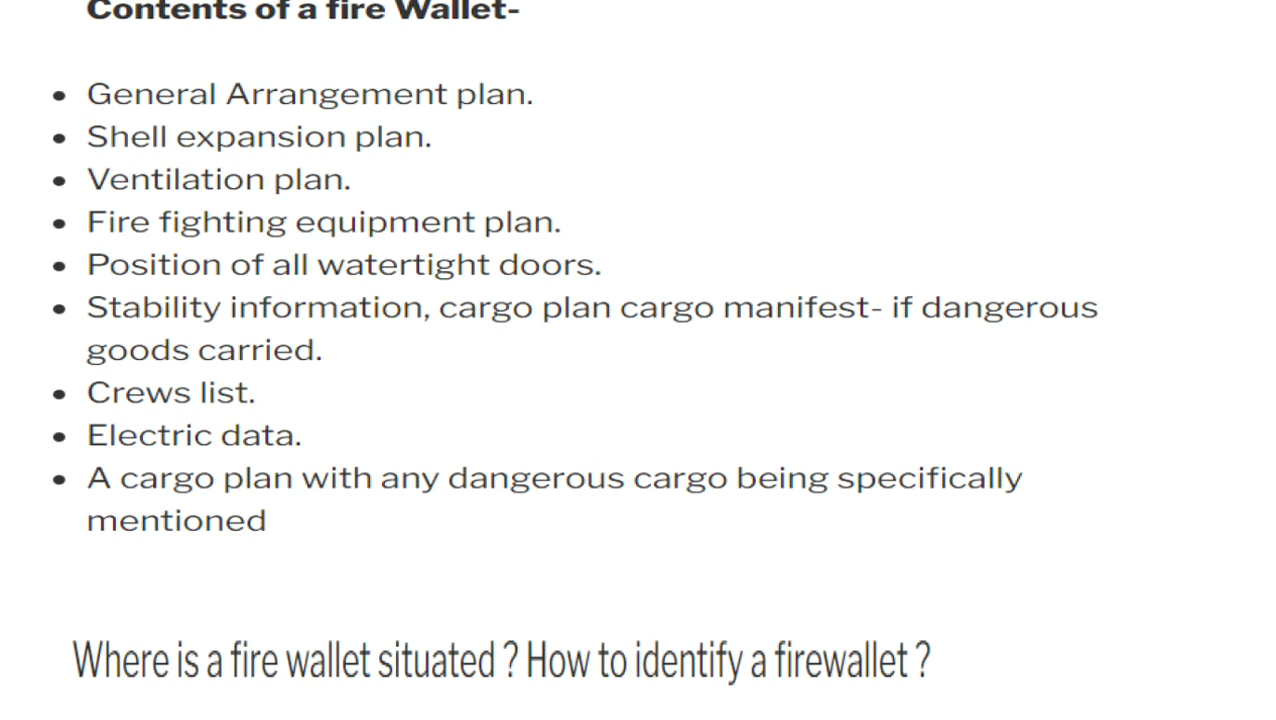 Contents of a fire Wallet-
• General Arrangement plan.
• Shell expansion plan.
• Ventilation plan.
• Fire fighting equipment plan.
• Position of all watertight doors.
• Stability information, cargo plan cargo manifest- if dangerous
goods carried.
• Crews list.
• Electric data.
• A cargo plan with any dangerous cargo being specifically
mentioned
Where is a fire wallet situated ? How to identify a firewallet ?